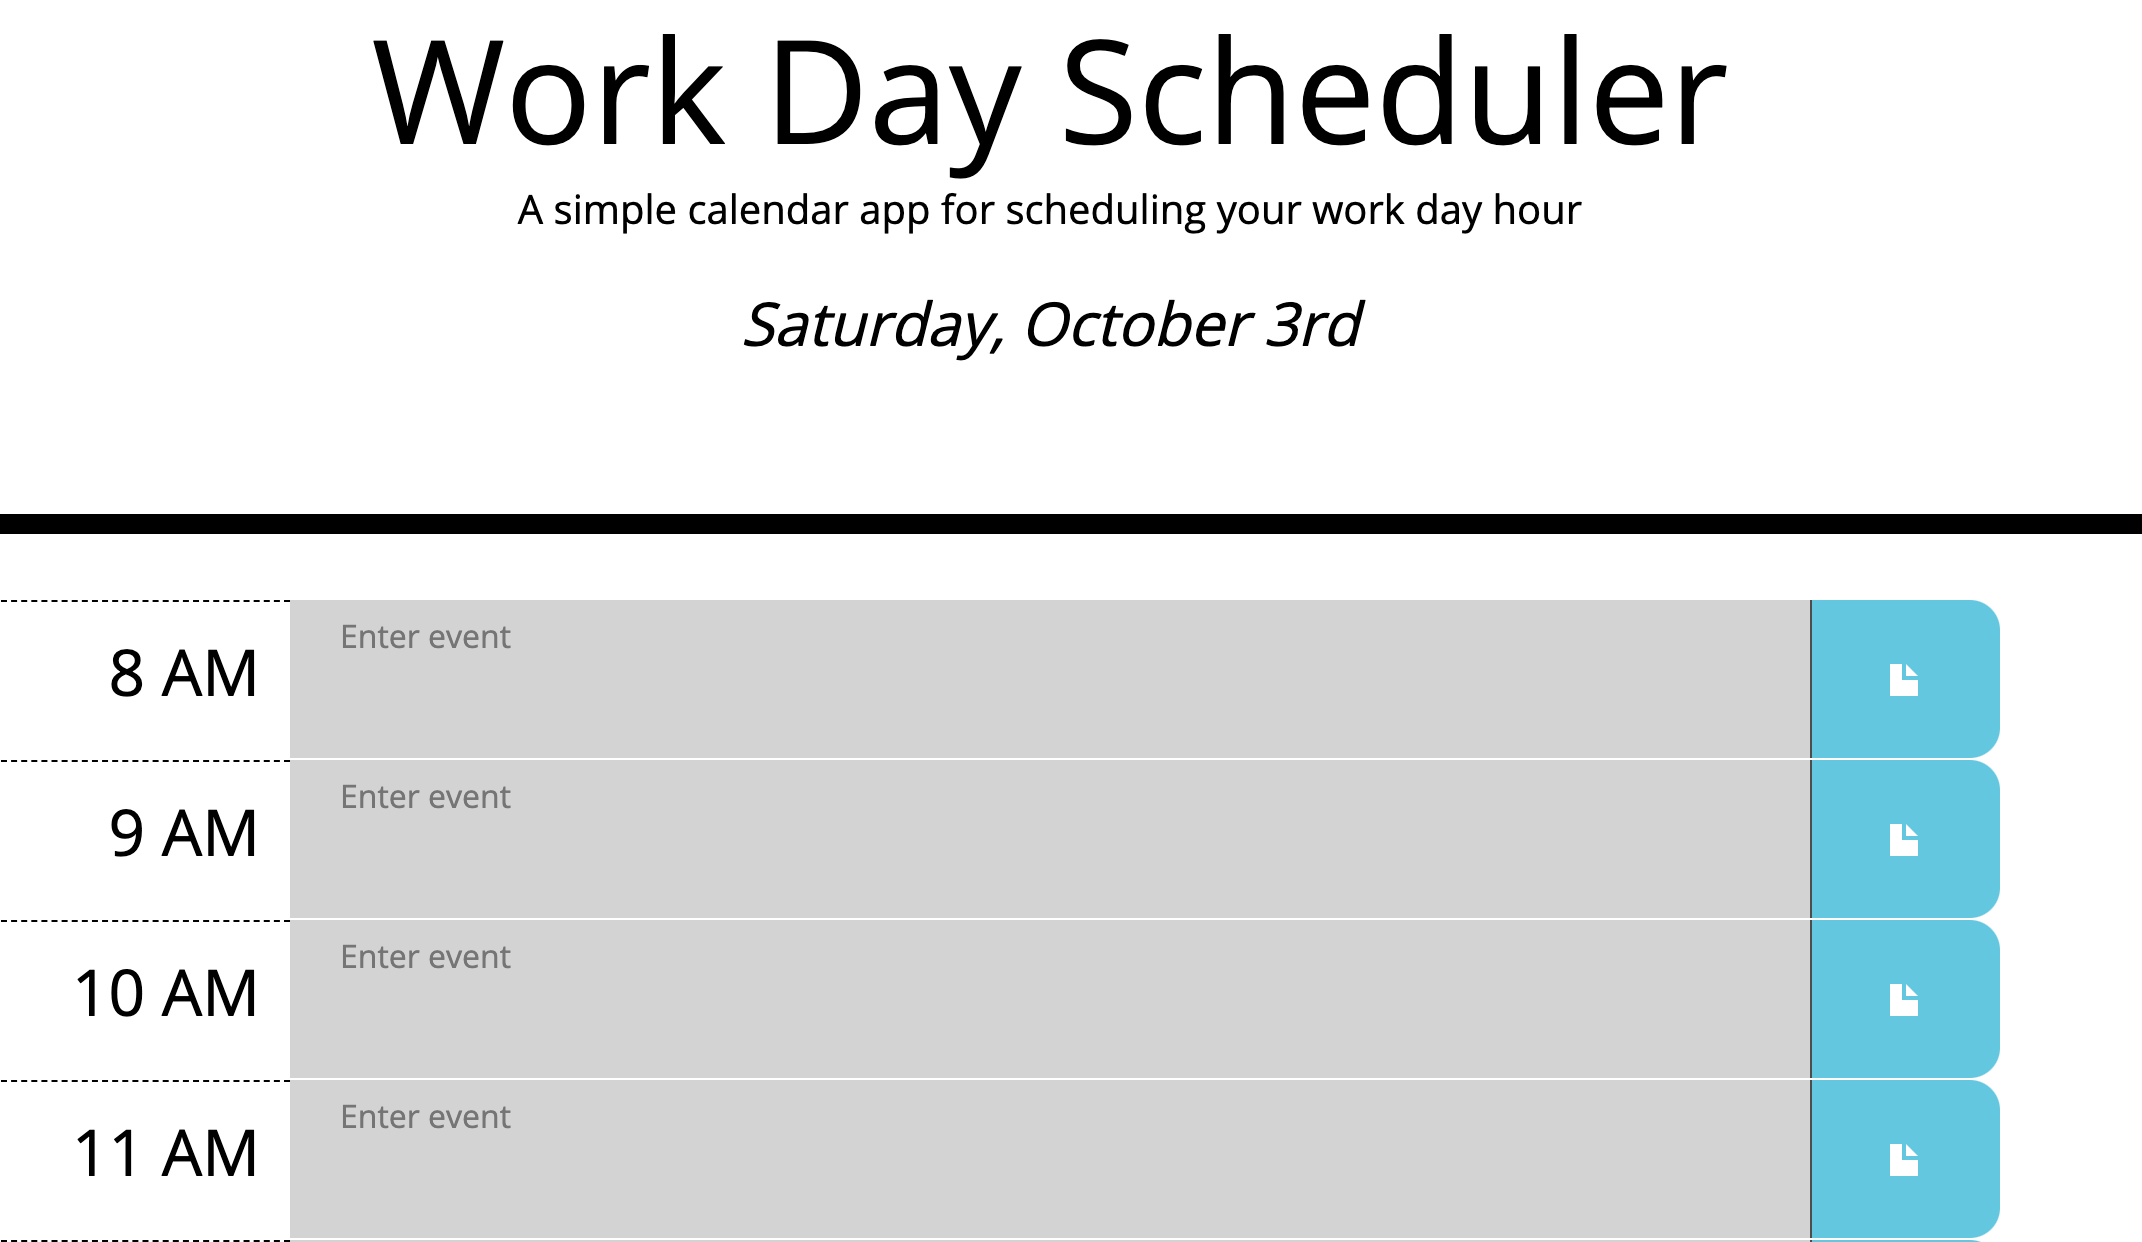 Work Day Scheduler
A simple calendar app for scheduling your work day hour
Saturday, October 3rd
8 AM
Enter event
9 AM
Enter event
10 AM
Enter event
11 AM
Enter event